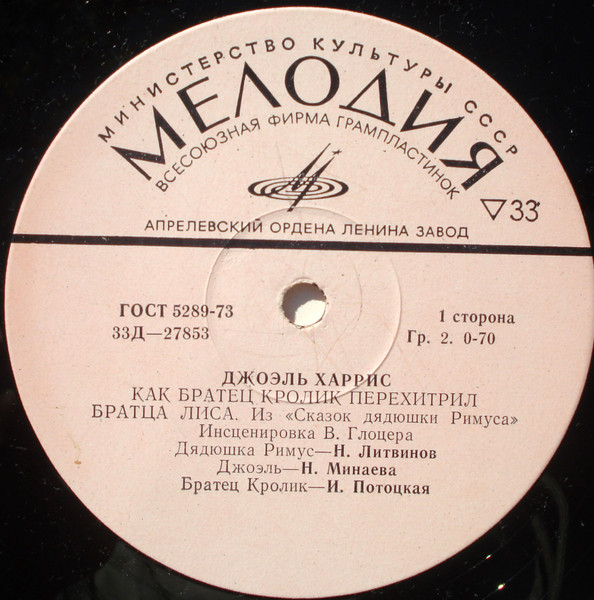 МИНИСТЕРСТВО КУЛЬТУРЫ СССР
МЕЛОДИЯ
ВСЕСОЮЗНАЯ ФИРМА ГРАМПЛАСТИНОК
▽33
АПРЕЛЕВСКИЙ ОРДЕНА ЛЕНИНА ЗАВОД
ГОСТ 5289-73
33Д—27853
1 сторона
Гр. 2. 0-70
ДЖОЭЛЬ ХАРРИС
КАК БРАТЕЦ КРОЛИК ПЕРЕХИТРИЛ
БРАТЦА ЛИСА. Из «Сказок дядюшки Римуса»
Инсценировка В. Глоцера
Дядюшка Римус—Н. Литвинов
Джоэль—Н. Минаева
Братец Кролик—И. Потоцкая